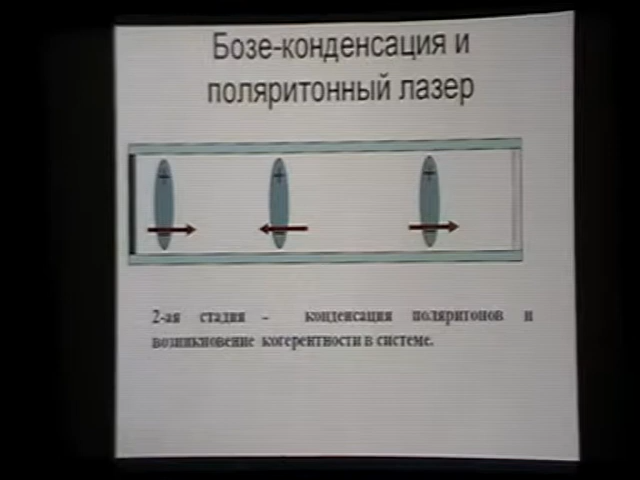 Бозе-конденсация и
поляритонный лазер
2-ая стадия - конденсация поляритонов и
возникновение когерентности в системе.